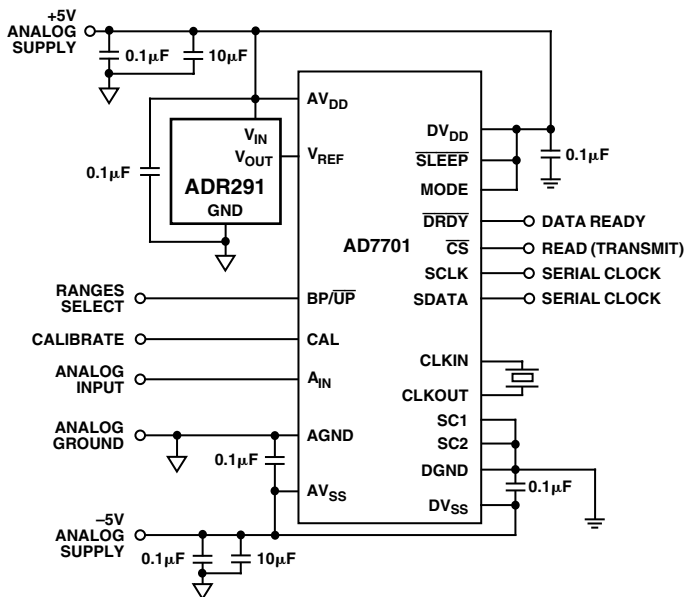 +5V
ANALOG
SUPPLY
0.1µF
10µF
AVDD
VIN
VOUT
ADR291
GND
0.1µF
VREF
DVDD
SLEEP
MODE
0.1µF
DRDY
DATA READY
AD7701
CS
READ (TRANSMIT)
SCLK
SERIAL CLOCK
SDATA
SERIAL CLOCK
RANGES
SELECT
BP/UP
CALIBRATE
CAL
ANALOG
INPUT
AIN
CLKIN
CLKOUT
ANALOG
GROUND
AGND
0.1µF
AVSS
SC1
SC2
DGND
0.1µF
DVSS
–5V
ANALOG
SUPPLY
0.1µF
10µF